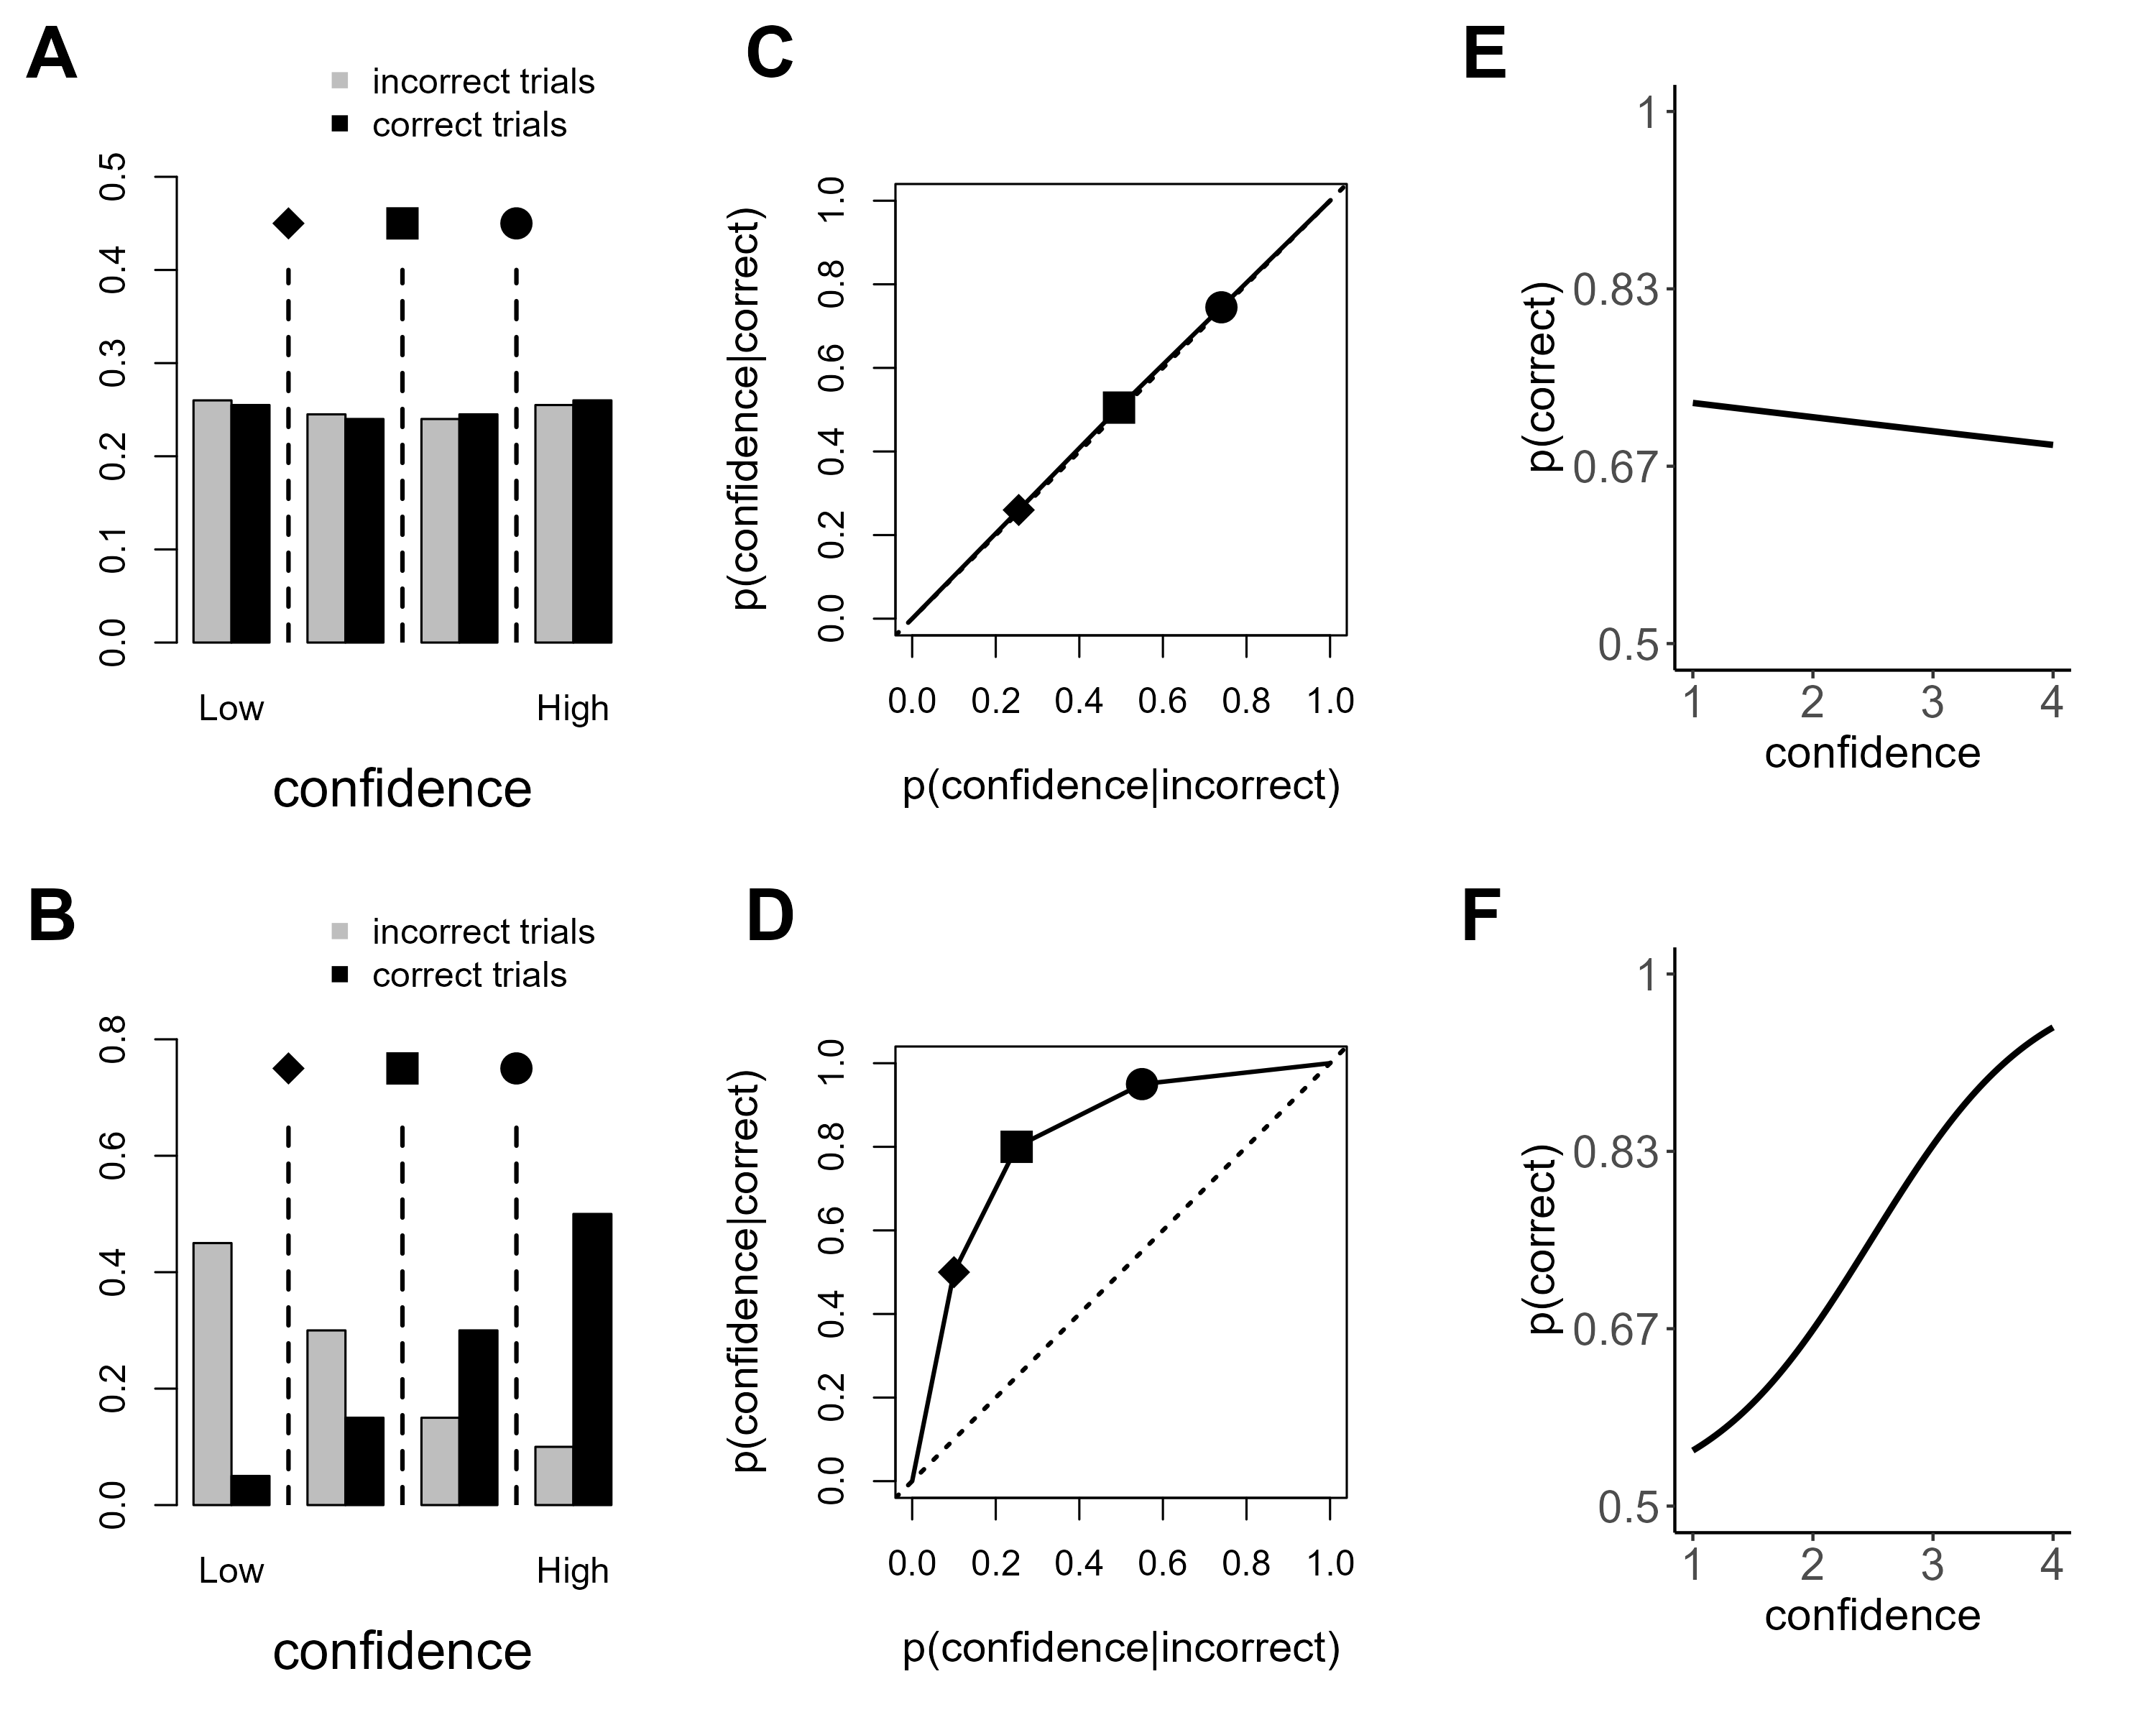 A
incorrect trials
correct trials
0.5
0.4
0.3
0.2
0.1
0.0
Low High
confidence
C
p(confidence|correct)
1.0
0.8
0.6
0.4
0.2
0.0
0.0 0.2 0.4 0.6 0.8 1.0
p(confidence|incorrect)
E
p(correct)
1
0.83
0.67
0.5
1 2 3 4
confidence
B
incorrect trials
correct trials
0.8
0.6
0.4
0.2
0.0
Low High
confidence
D
p(confidence|correct)
1.0
0.8
0.6
0.4
0.2
0.0
0.0 0.2 0.4 0.6 0.8 1.0
p(confidence|incorrect)
F
p(correct)
1
0.83
0.67
0.5
1 2 3 4
confidence